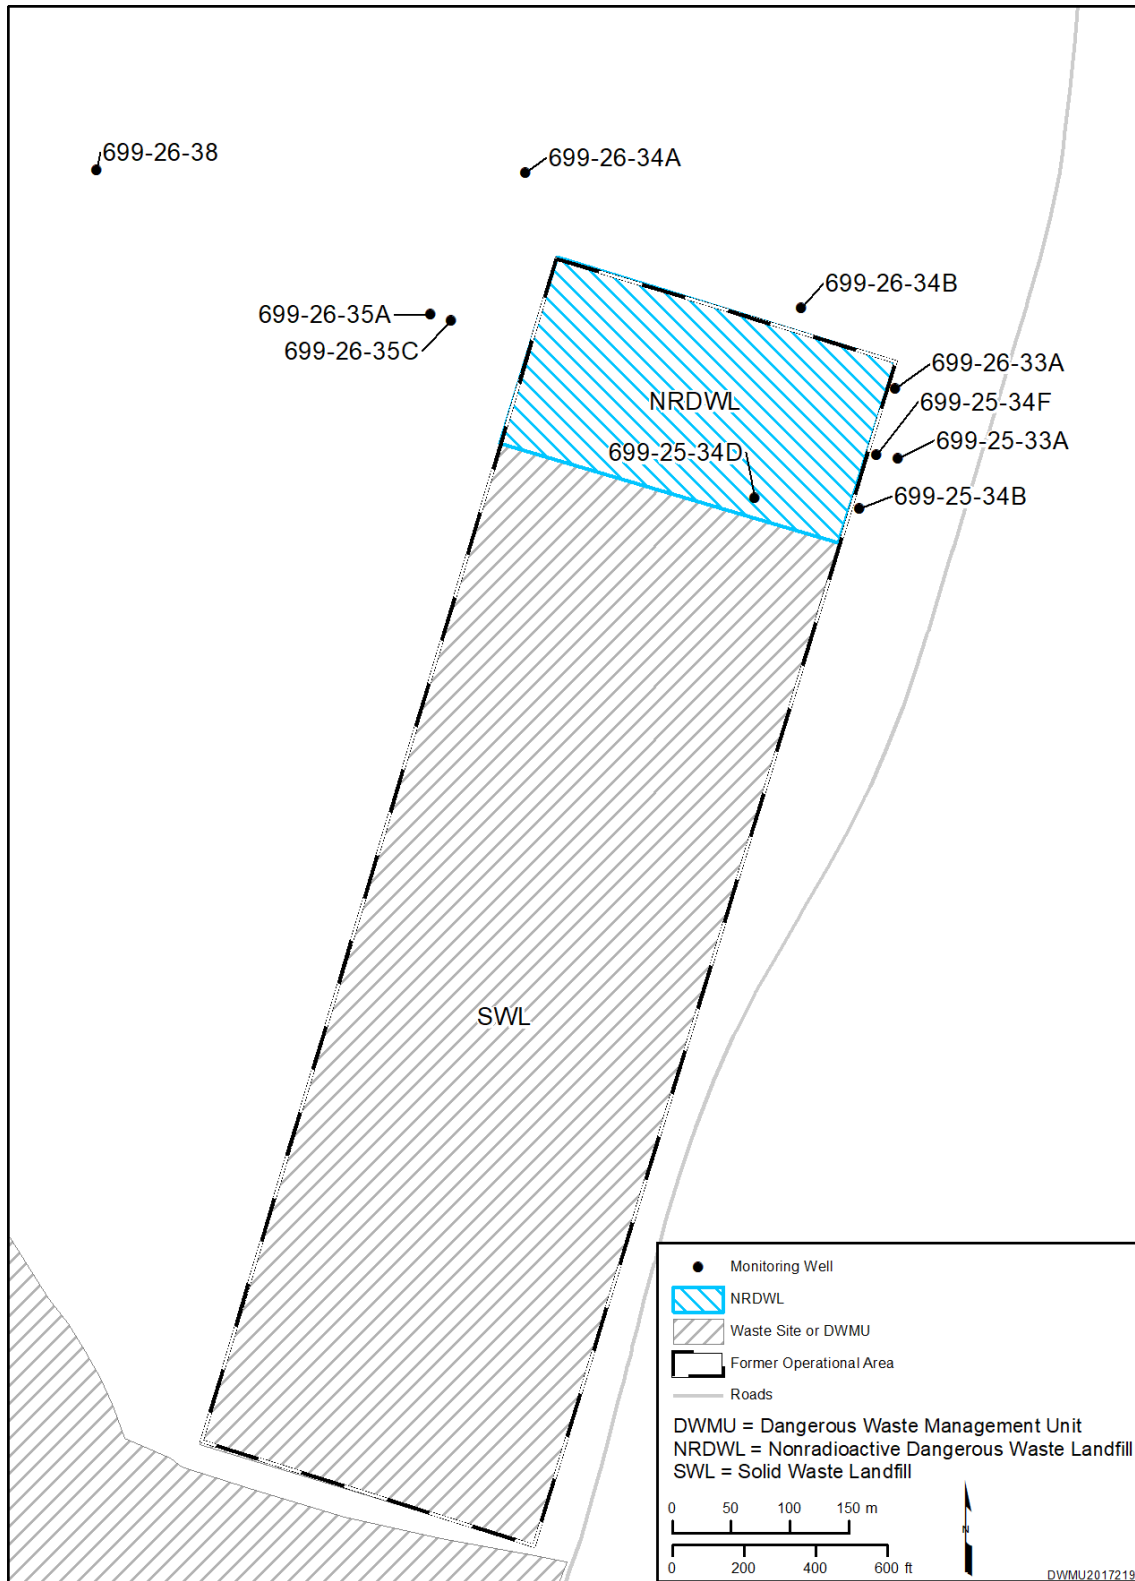 699-26-38
699-26-34A
699-26-34B
699-26-35A
699-26-35C
699-26-33A
NRDWL
699-25-34F
699-25-33A
699-25-34D
699-25-34B
SWL
Monitoring Well
NRDWL
Waste Site or DWMU
Former Operational Area
Roads
DWMU = Dangerous Waste Management Unit
NRDWL = Nonradioactive Dangerous Waste Landfill
SWL = Solid Waste Landfill
0 50 100 150 m
N
0 200 400 600 ft
DWMU2017219